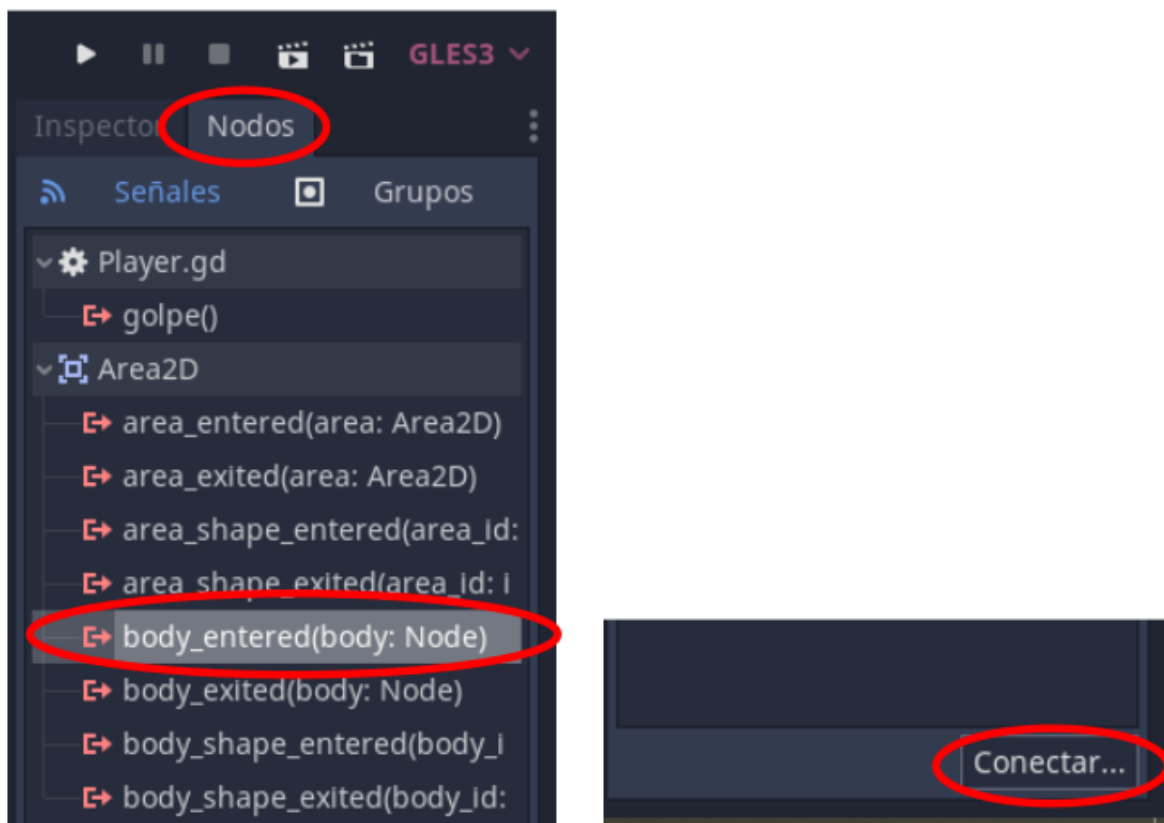 GLES3
Inspector Nodos
Señales Grupos
Player.gd
golpe()
Area2D
area_entered(area: Area2D)
area_exited(area: Area2D)
area_shape_entered(area_id:
area_shape_exited(area_id: i
body_entered(body: Node)
body_exited(body: Node)
body_shape_entered(body_i
body_shape_exited(body_id:
Conectar...